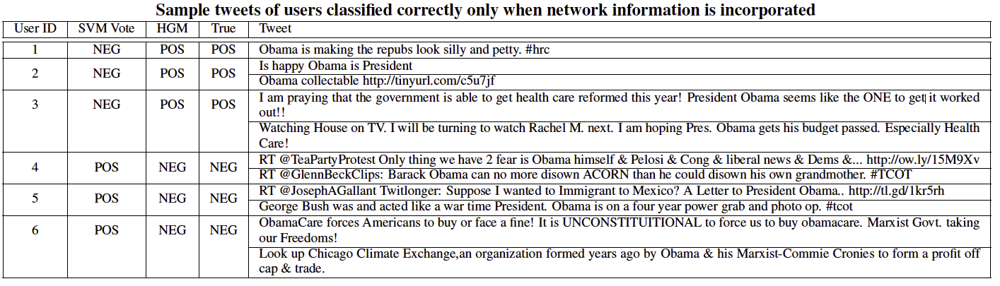 Sample tweets of users classified correctly only when network information is incorporated
User ID SVM Vote HGM True Tweet
1 NEG POS POS Obama is making the repubs look silly and petty. #hrc
2 NEG POS POS Is happy Obama is President
Obama collectable http://tinyurl.com/c5u7jf
3 NEG POS POS I am praying that the government is able to get health care reformed this year! President Obama seems like the ONE to get it worked
out!!
Watching House on TV. I will be turning to watch Rachel M. next. I am hoping Pres. Obama gets his budget passed. Especially Health
Care!
4 POS NEG NEG RT @TeaPartyProtest Only thing we have 2 fear is Obama himself & Pelosi & Cong & liberal news & Dems &... http://ow.ly/15M9Xv
RT @GlennBeckClips: Barack Obama can no more disown ACORN than he could disown his own grandmother. #TCOT
5 POS NEG NEG RT @JosephAGallant Twitlonger: Suppose I wanted to Immigrant to Mexico? A Letter to President Obama.. http://tl.gd/1kr5rh
George Bush was and acted like a war time President. Obama is on a four year power grab and photo op. #tcot
6 POS NEG NEG ObamaCare forces Americans to buy or face a fine! It is UNCONSTITUITIONAL to force us to buy obamacare. Marxist Govt. taking
our Freedoms!
Look up Chicago Climate Exchange,an organization formed years ago by Obama & his Marxist-Commie Cronies to form a profit off
cap & trade.